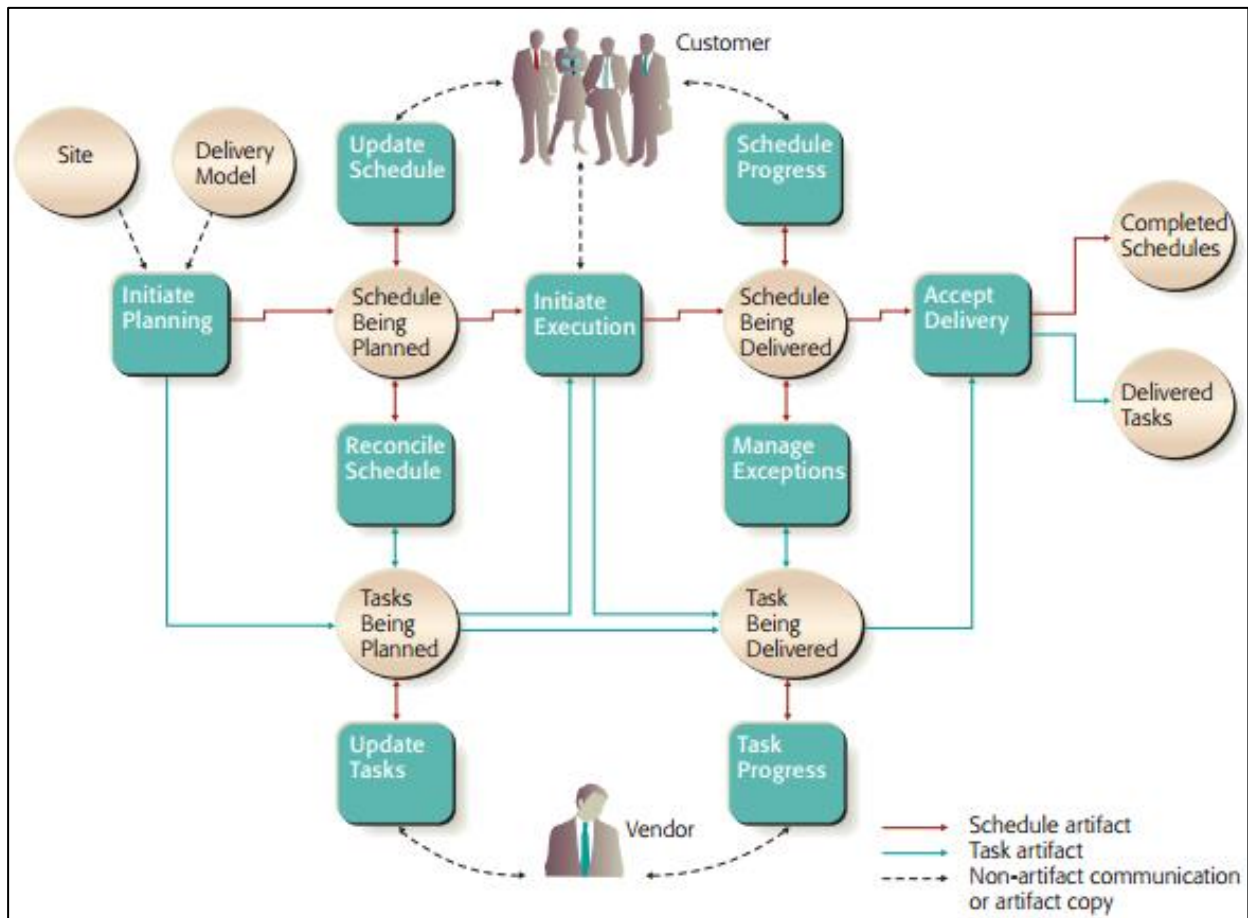 Customer
Site
Delivery
Model
Update
Schedule
Schedule
Progress
Completed
Schedules
Initiate
Planning
Schedule
Being
Planned
Initiate
Execution
Schedule
Being
Delivered
Accept
Delivery
Delivered
Tasks
Reconcile
Schedule
Manage
Exceptions
Tasks
Being
Planned
Task
Being
Delivered
Update
Tasks
Vendor
Task
Progress
Schedule artifact
Task artifact
Non-artifact communication
or artifact copy